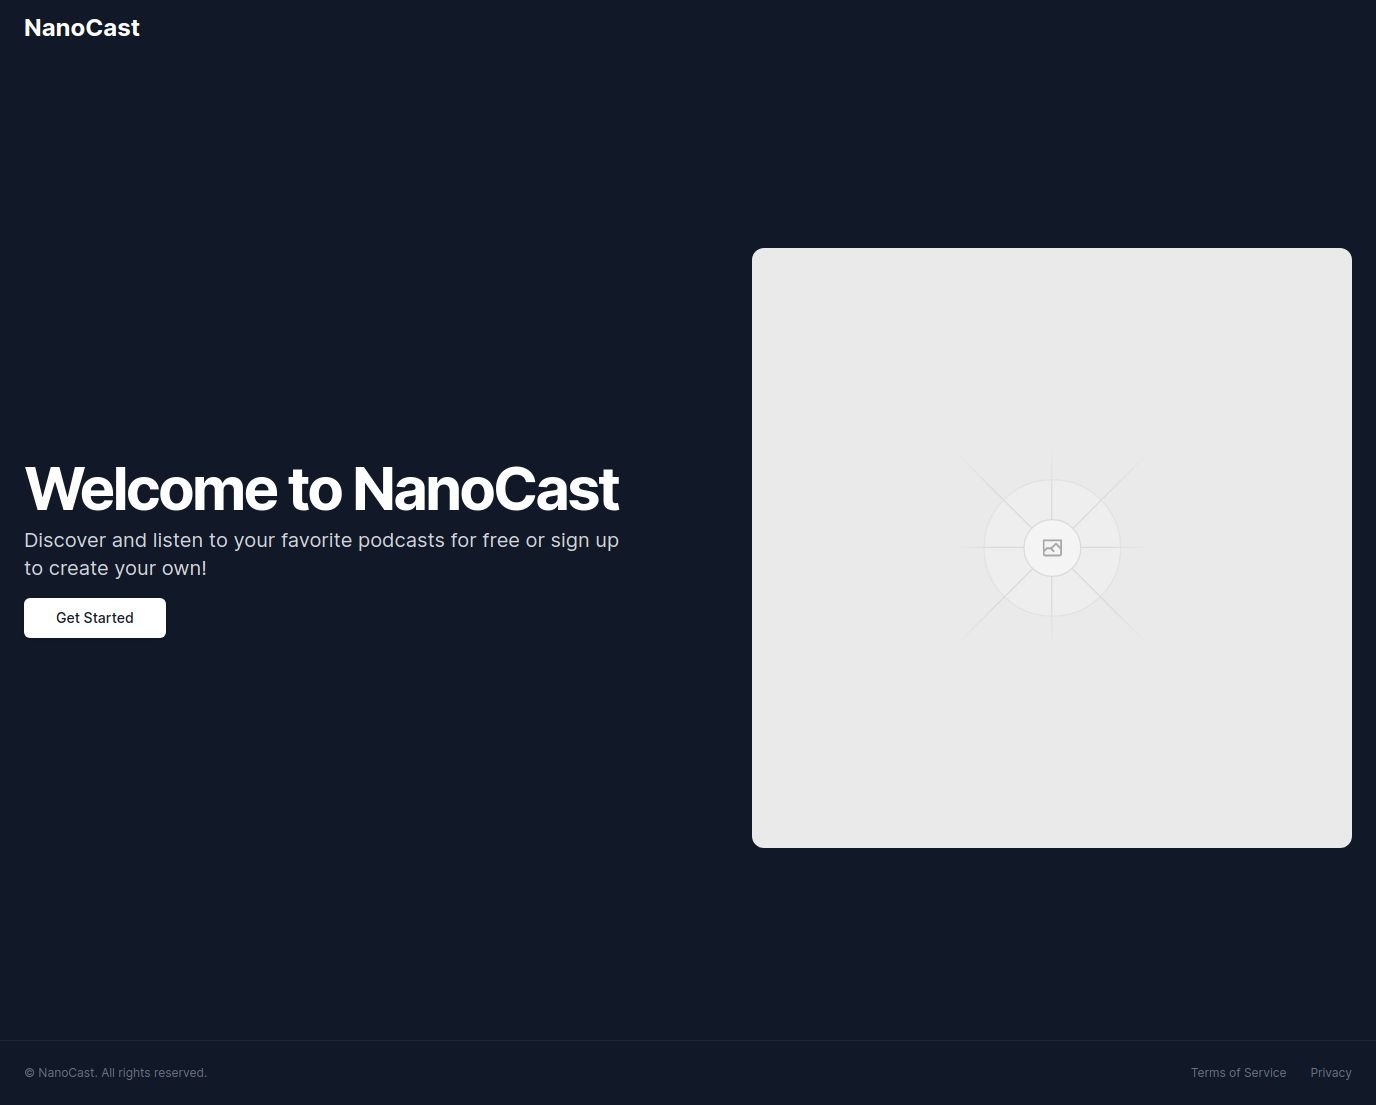 NanoCast
Welcome to NanoCast
Discover and listen to your favorite podcasts for free or sign up
to create your own!
Get Started
© NanoCast. All rights reserved.
Terms of Service
Privacy